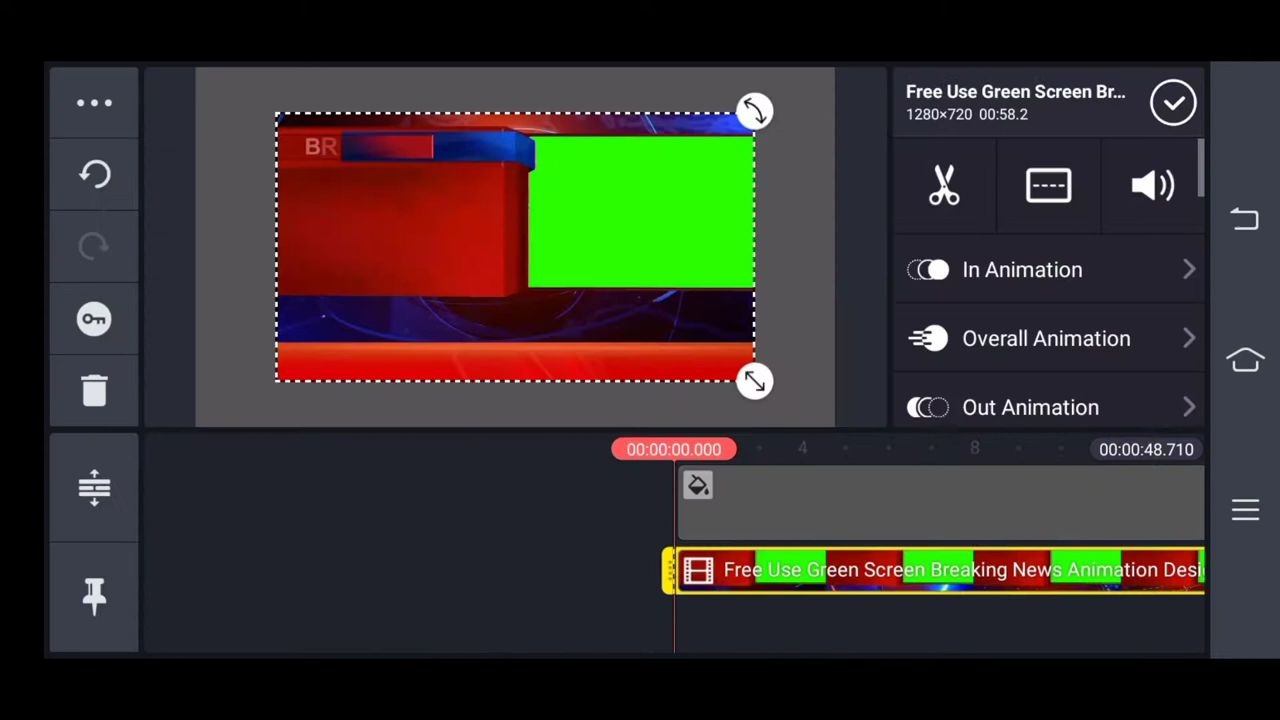 Free Use Green Screen Br...
1280×720 00:58.2
BR
In Animation
Overall Animation
Out Animation
00:00:00.000
4
8
00:00:48.710
Free Use Green Screen Breaking News Animation Desi